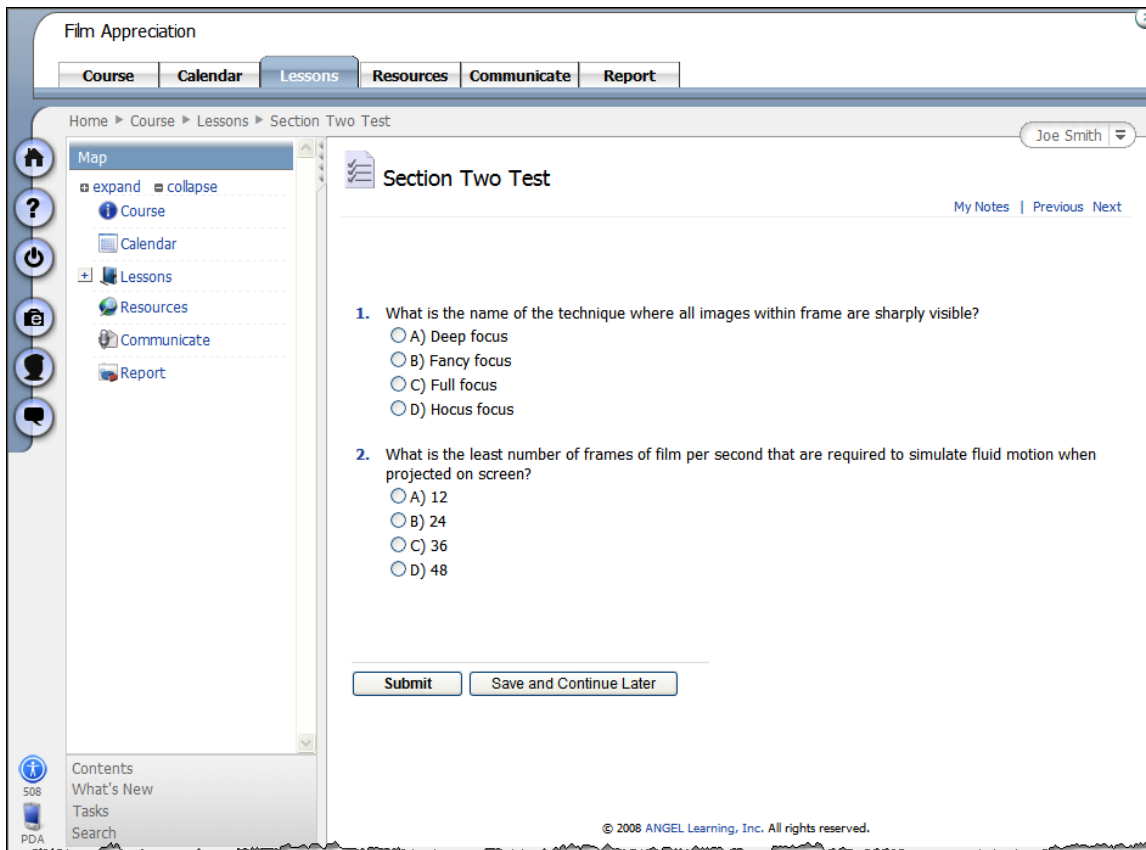 Film Appreciation
Course Calendar Lessons Resources Communicate Report
Home ► Course ► Lessons ► Section Two Test
Joe Smith
Map
expand collapse
Course
Calendar
Lessons
Resources
Communicate
Report
Section Two Test
My Notes | Previous Next
1. What is the name of the technique where all images within frame are sharply visible?
A) Deep focus
B) Fancy focus
C) Full focus
D) Hocus focus
2. What is the least number of frames of film per second that are required to simulate fluid motion when
projected on screen?
A) 12
B) 24
C) 36
D) 48
Submit Save and Continue Later
508
PDA
Contents
What's New
Tasks
Search
© 2008 ANGEL Learning, Inc. All rights reserved.